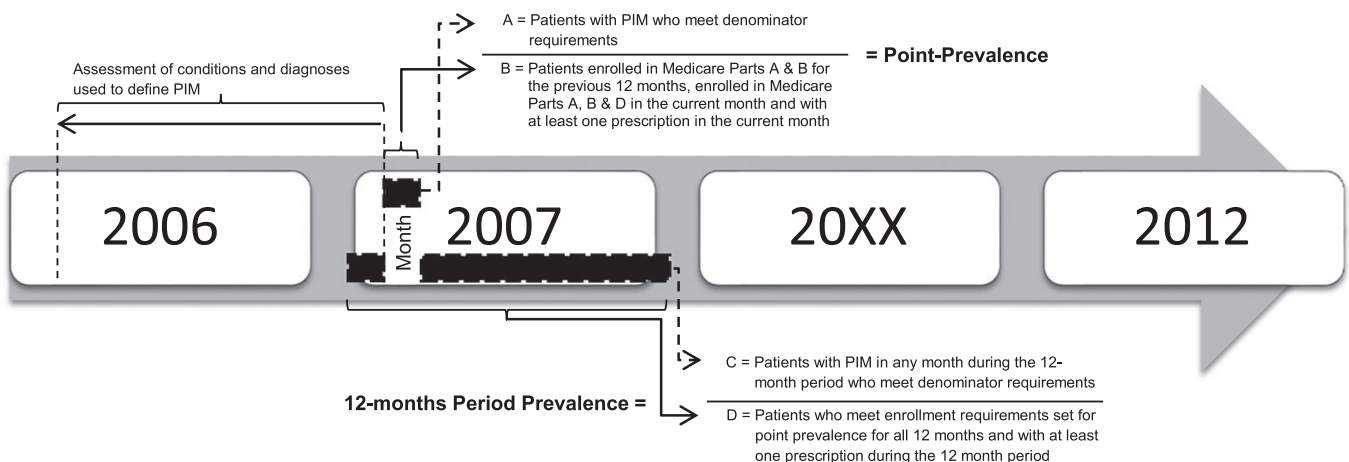 A = Patients with PIM who meet denominator
requirements
= Point-Prevalence
B = Patients enrolled in Medicare Parts A & B for
the previous 12 months, enrolled in Medicare
Parts A, B & D in the current month and with
at least one prescription in the current month
Assessment of conditions and diagnoses
used to define PIM
2006
Month
2007
20XX
2012
C = Patients with PIM in any month during the 12-
month period who meet denominator requirements
12-months Period Prevalence =
D = Patients who meet enrollment requirements set for
point prevalence for all 12 months and with at least
one prescription during the 12 month period